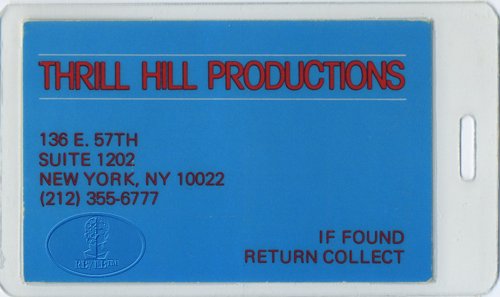 THRILL HILL PRODUCTIONS
136 E. 57TH
SUITE 1202
NEW YORK, NY 10022
(212) 355-6777
IF FOUND
RETURN COLLECT